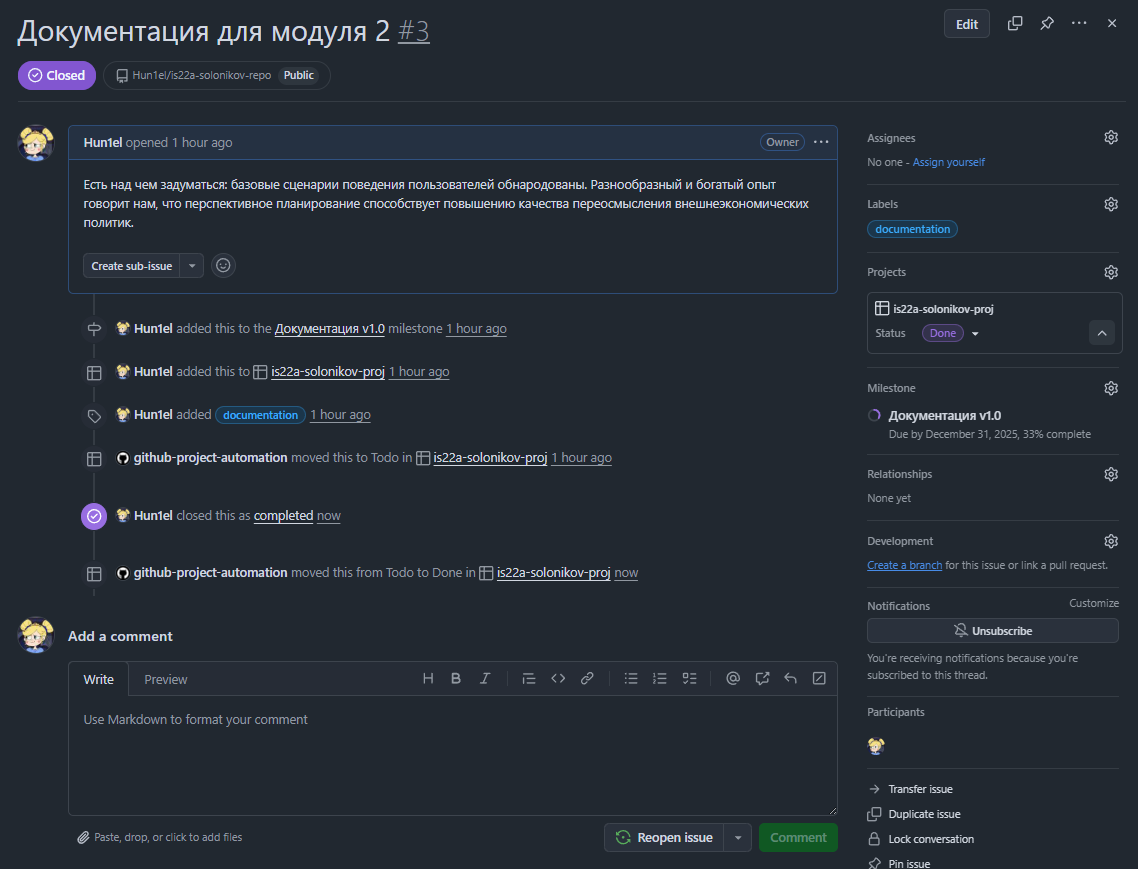 Документация для модуля 2 #3
Edit
Closed
Hun1el/is22a-solonikov-repo Public
Hun1el opened 1 hour ago
Owner
Есть над чем задуматься: базовые сценарии поведения пользователей обнародованы. Разнообразный и богатый опыт
говорит нам, что перспективное планирование способствует повышению качества переосмысления внешнеэкономических
политик.
Create sub-issue
Hun1el added this to the Документация v1.0 milestone 1 hour ago
Hun1el added this to is22a-solonikov-proj 1 hour ago
Hun1el added documentation 1 hour ago
github-project-automation moved this to Todo in is22a-solonikov-proj 1 hour ago
Hun1el closed this as completed now
github-project-automation moved this from Todo to Done in is22a-solonikov-proj now
Add a comment
Write
Preview
Use Markdown to format your comment
Paste, drop, or click to add files
Reopen issue
Comment
Assignees
No one - Assign yourself
Labels
documentation
Projects
is22a-solonikov-proj
Status Done
Milestone
Документация v1.0
Due by December 31, 2025, 33% complete
Relationships
None yet
Development
Create a branch for this issue or link a pull request.
Notifications
Customize
Unsubscribe
You're receiving notifications because you're
subscribed to this thread.
Participants
Transfer issue
Duplicate issue
Lock conversation
Pin issue